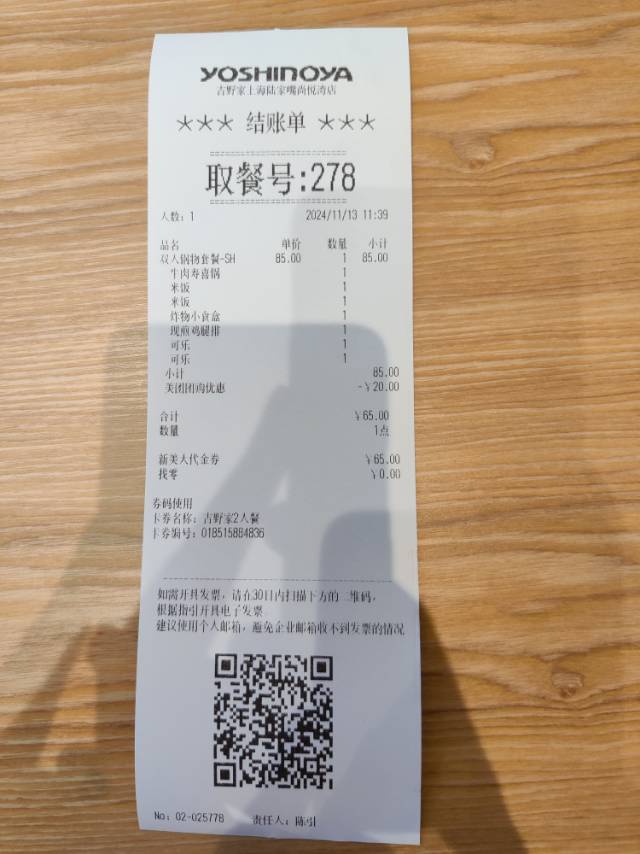 YOSHINOYA
吉野家上海陆家嘴尚悦湾店
*** 结账单 ***
取餐号:278
人数:1 2024/11/13 11:39
品名 单价 数量 小计
双人锅物套餐-SH 85.00 1 85.00
牛肉寿喜锅 1
米饭 1
米饭 1
炸物小食盒 1
现煎鸡腿排 1
可乐 1
可乐 1
小计 85.00
美团团购优惠 -¥20.00
合计 ¥65.00
数量 1点
新美大代金券 ¥65.00
找零 ¥0.00
券码使用
卡券名称: 吉野家2人餐
卡券编号: 018515884836
如需开具发票, 请在30日内扫描下方的二维码,
根据指引开具电子发票
建议使用个人邮箱, 避免企业邮箱收不到发票的情况
No: 02-025778 责任人: 陈引